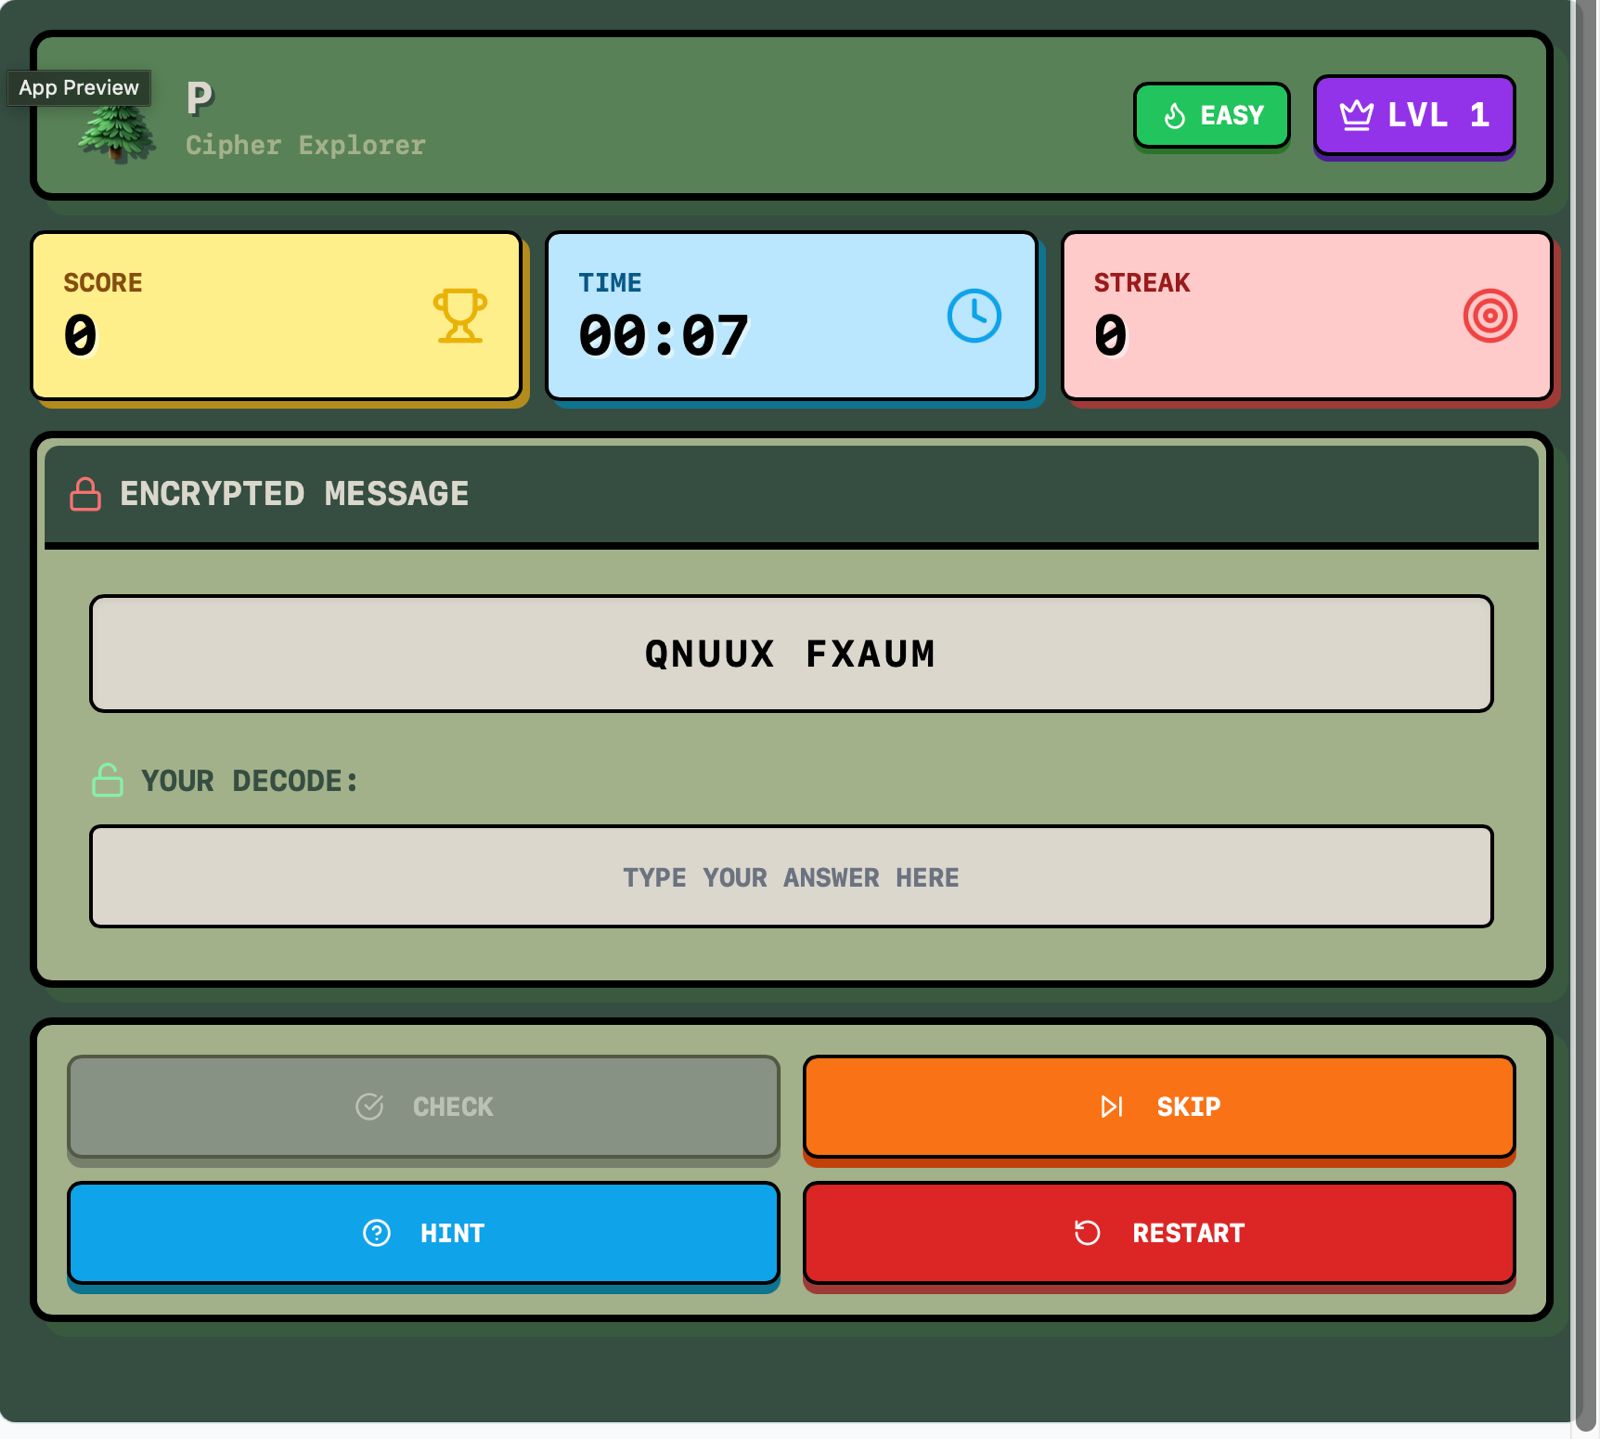 App Preview
P
Cipher Explorer
EASY
LVL 1
SCORE
0
TIME
00:07
STREAK
0
ENCRYPTED MESSAGE
QNUUX FXAUM
YOUR DECODE:
TYPE YOUR ANSWER HERE
CHECK
SKIP
HINT
RESTART